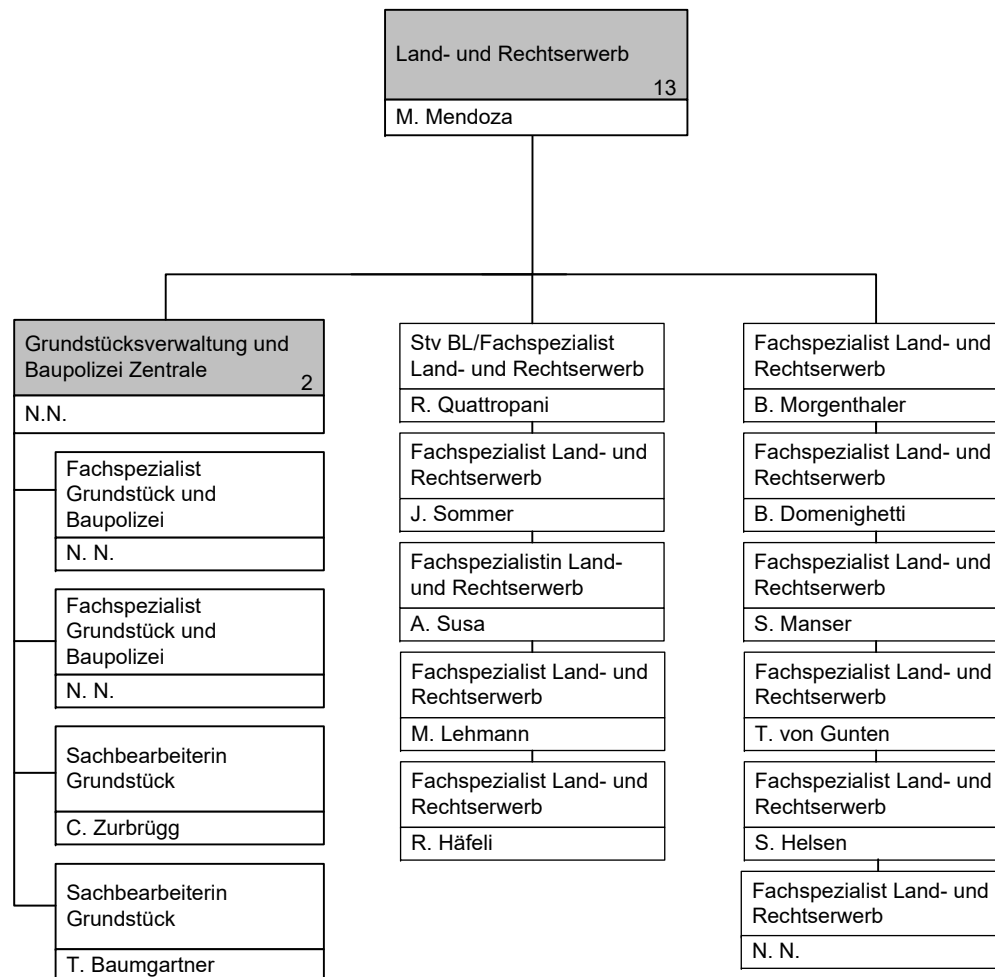 Land- und Rechtserwerb
13
M. Mendoza
Grundstücksverwaltung und
Baupolizei Zentrale
2
N.N.
Fachspezialist
Grundstück und
Baupolizei
N. N.
Fachspezialist
Grundstück und
Baupolizei
N. N.
Sachbearbeiterin
Grundstück
C. Zurbrügg
Sachbearbeiterin
Grundstück
T. Baumgartner
Stv BL/Fachspezialist
Land- und Rechtserwerb
R. Quattropani
Fachspezialist Land- und
Rechtserwerb
J. Sommer
Fachspezialistin Land-
und Rechtserwerb
A. Susa
Fachspezialist Land- und
Rechtserwerb
M. Lehmann
Fachspezialist Land- und
Rechtserwerb
R. Häfeli
Fachspezialist Land- und
Rechtserwerb
B. Morgenthaler
Fachspezialist Land- und
Rechtserwerb
B. Domenighetti
Fachspezialist Land- und
Rechtserwerb
S. Manser
Fachspezialist Land- und
Rechtserwerb
T. von Gunten
Fachspezialist Land- und
Rechtserwerb
S. Helsen
Fachspezialist Land- und
Rechtserwerb
N. N.